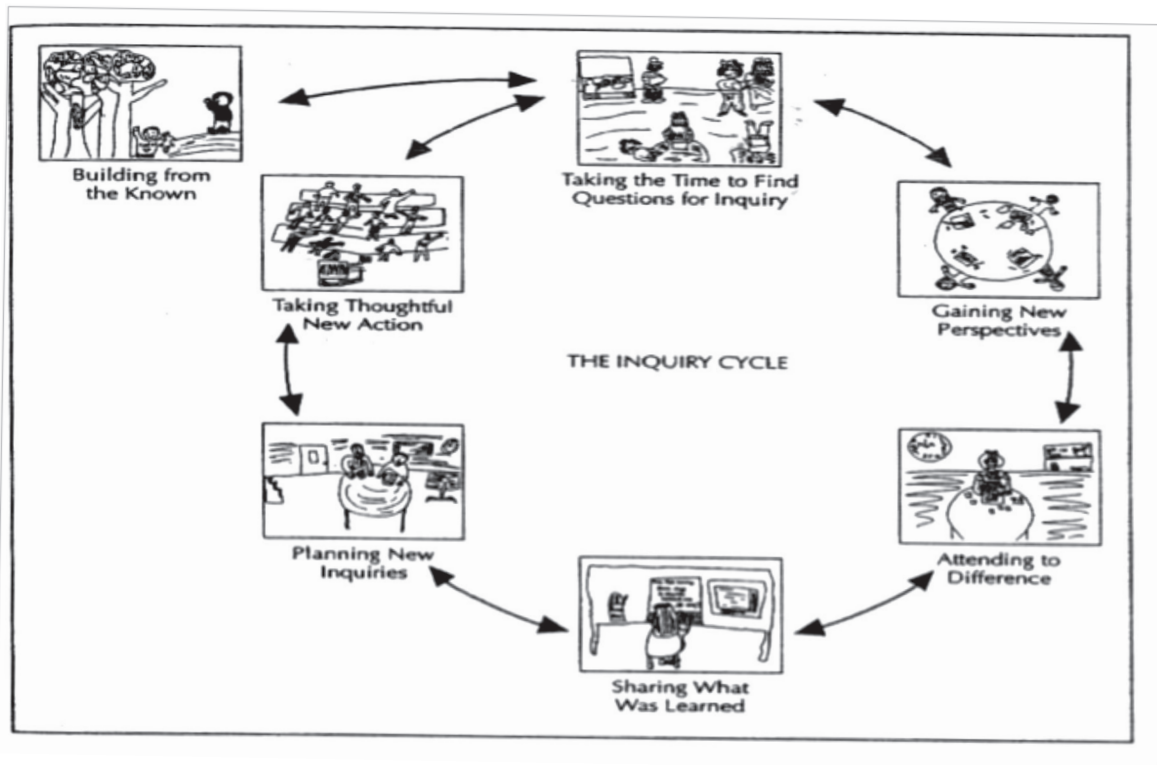 Building from
the Known
Taking the Time to Find
Questions for Inquiry
Gaining New
Perspectives
Attending to
Difference
Sharing What
Was Learned
Planning New
Inquiries
Taking Thoughtful
New Action
THE INQUIRY CYCLE